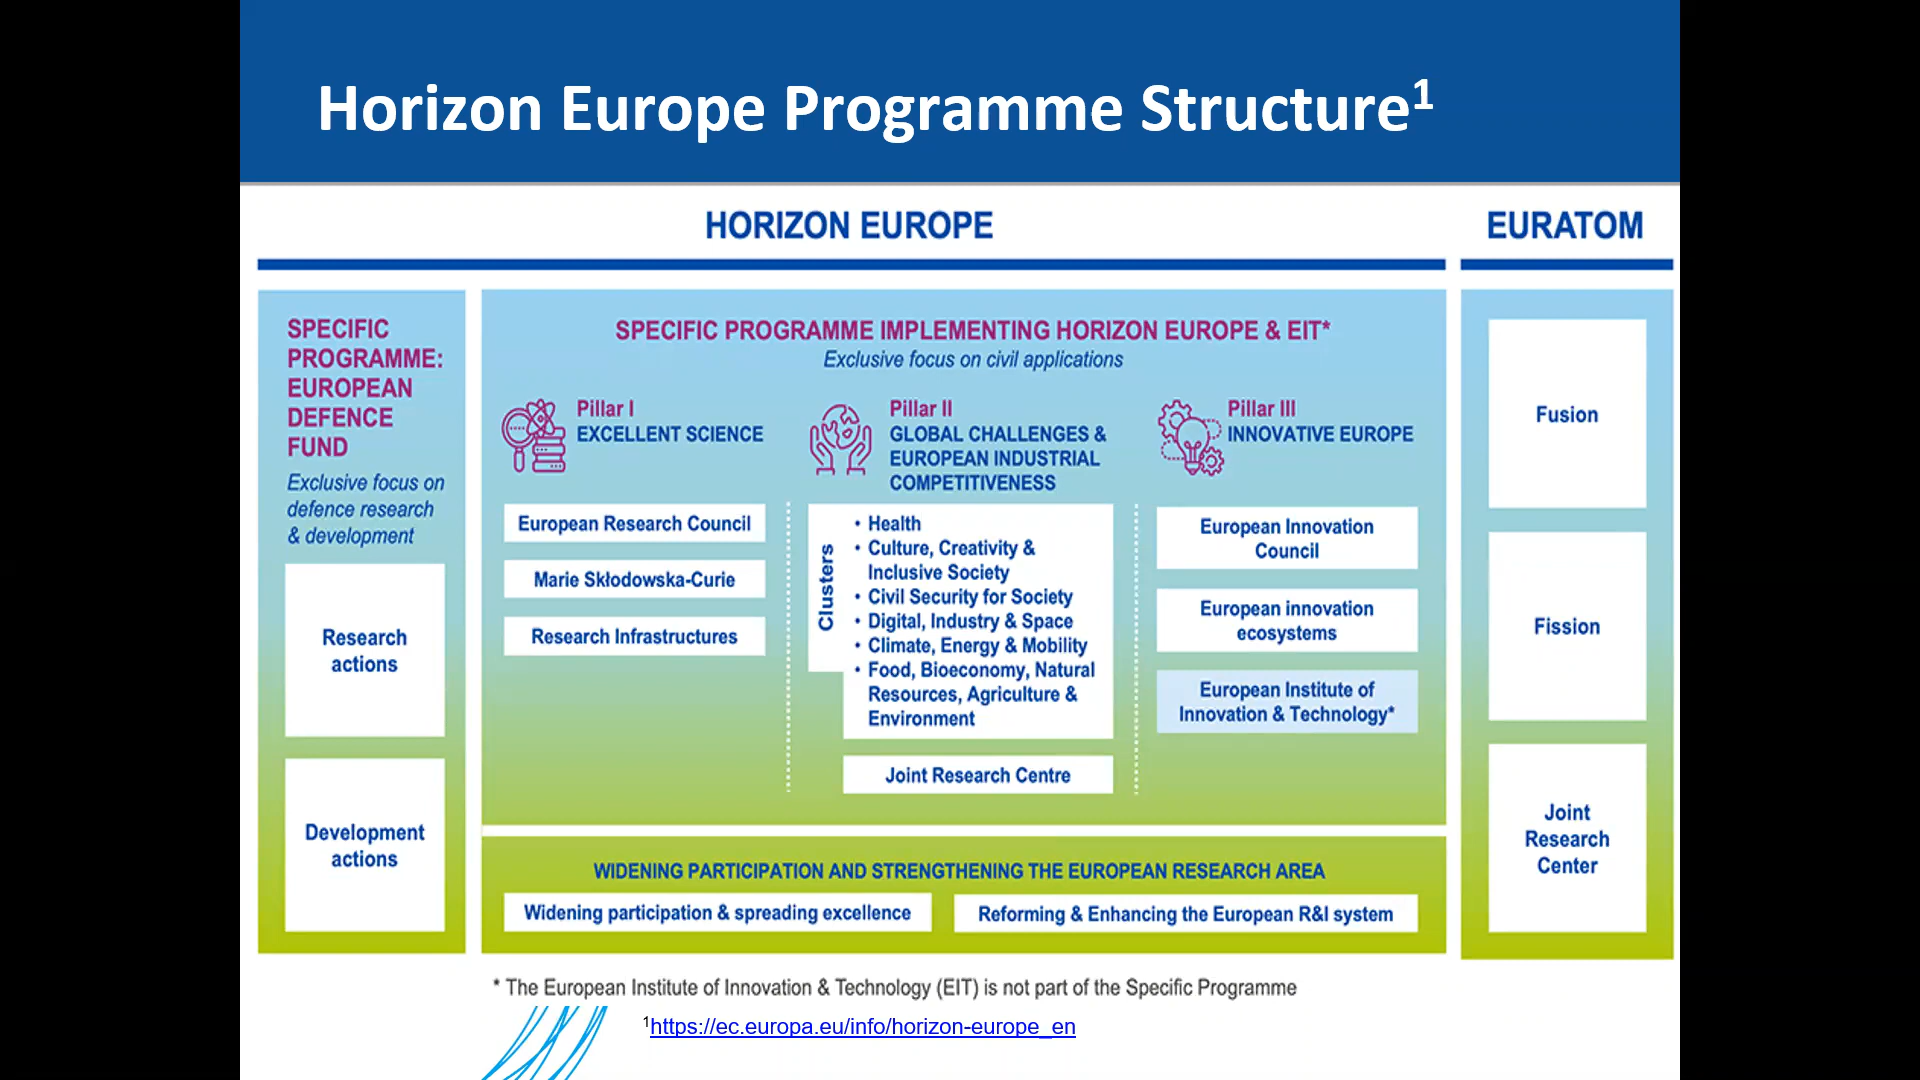 Horizon Europe Programme Structure¹
HORIZON EUROPE
EURATOM
SPECIFIC
PROGRAMME:
EUROPEAN
DEFENCE
FUND
Exclusive focus on
defence research
& development
Research
actions
Development
actions
SPECIFIC PROGRAMME IMPLEMENTING HORIZON EUROPE & EIT*
Exclusive focus on civil applications
Pillar I
EXCELLENT SCIENCE
European Research Council
Marie Skłodowska-Curie
Research Infrastructures
Pillar II
GLOBAL CHALLENGES &
EUROPEAN INDUSTRIAL
COMPETITIVENESS
Clusters
• Health
• Culture, Creativity &
Inclusive Society
• Civil Security for Society
• Digital, Industry & Space
• Climate, Energy & Mobility
• Food, Bioeconomy, Natural
Resources, Agriculture &
Environment
Joint Research Centre
Pillar III
INNOVATIVE EUROPE
European Innovation
Council
European innovation
ecosystems
European Institute of
Innovation & Technology*
WIDENING PARTICIPATION AND STRENGTHENING THE EUROPEAN RESEARCH AREA
Widening participation & spreading excellence
Reforming & Enhancing the European R&I system
Fusion
Fission
Joint
Research
Center
* The European Institute of Innovation & Technology (EIT) is not part of the Specific Programme
¹https://ec.europa.eu/info/horizon-europe_en